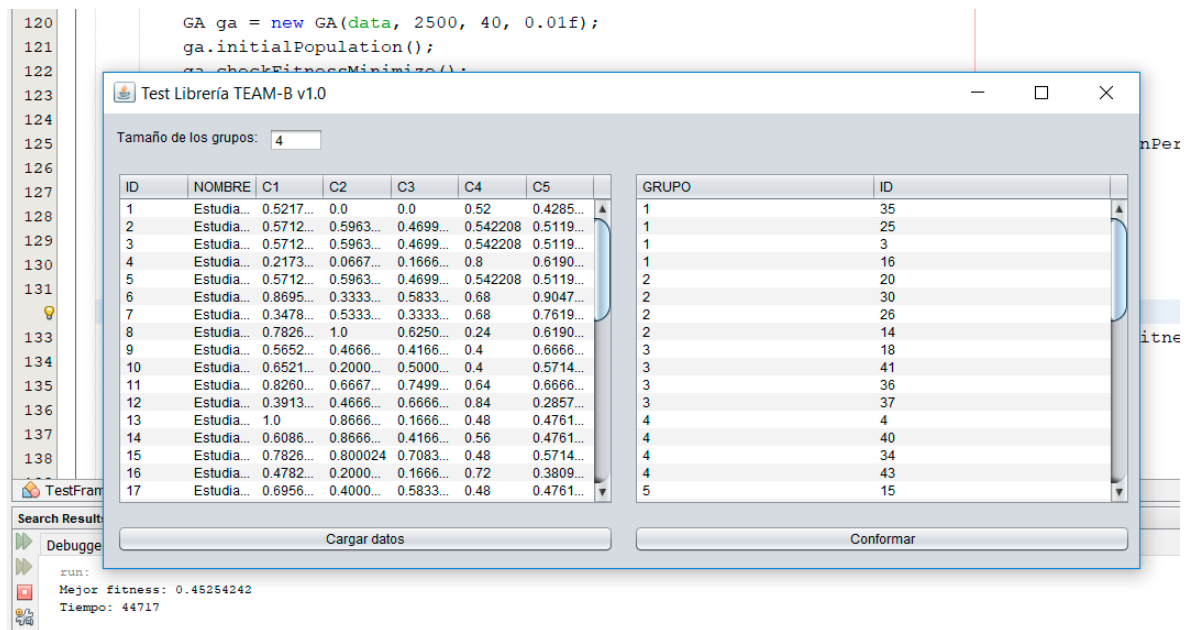 120 GA ga = new GA(data, 2500, 40, 0.01f);
121 ga.initialPopulation();
122 ga.checkFitnessMinimize();
123 Test Librería TEAM-B v1.0
124
125 Tamaño de los grupos: 4 nPer
126
127 ID NOMBRE C1 C2 C3 C4 C5 GRUPO ID
128 1 Estudia... 0.5217... 0.0 0.0 0.52 0.4285... 1 35
2 Estudia... 0.5712... 0.5963... 0.4699... 0.542208 0.5119... 1 25
129 3 Estudia... 0.5712... 0.5963... 0.4699... 0.542208 0.5119... 1 3
130 4 Estudia... 0.2173... 0.0667... 0.1666... 0.8 0.6190... 1 16
5 Estudia... 0.5712... 0.5963... 0.4699... 0.542208 0.5119... 2 20
131 6 Estudia... 0.8695... 0.3333... 0.5833... 0.68 0.9047... 2 30
7 Estudia... 0.3478... 0.5333... 0.3333... 0.68 0.7619... 2 26
133 8 Estudia... 0.7826... 1.0 0.6250... 0.24 0.6190... 2 14 itne
9 Estudia... 0.5652... 0.4666... 0.4166... 0.4 0.6666... 3 18
134 10 Estudia... 0.6521... 0.2000... 0.5000... 0.4 0.5714... 3 41
135 11 Estudia... 0.8260... 0.6667... 0.7499... 0.64 0.6666... 3 36
136 12 Estudia... 0.3913... 0.4666... 0.6666... 0.84 0.2857... 3 37
13 Estudia... 1.0 0.8666... 0.1666... 0.48 0.4761... 4 4
137 14 Estudia... 0.6086... 0.8666... 0.4166... 0.56 0.4761... 4 40
138 15 Estudia... 0.7826... 0.800024 0.7083... 0.48 0.5714... 4 34
16 Estudia... 0.4782... 0.2000... 0.1666... 0.72 0.3809... 4 43
TestFram 17 Estudia... 0.6956... 0.4000... 0.5833... 0.48 0.4761... 5 15
Search Results
Debugge Cargar datos Conformar
run:
Mejor fitness: 0.45254242
Tiempo: 44717